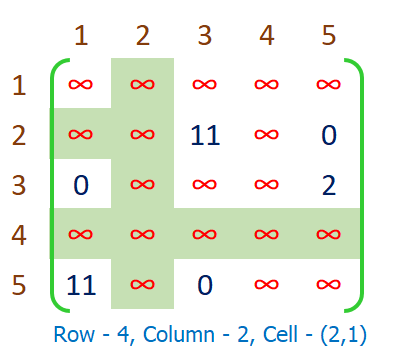 1 2 3 4 5
1 ∞ ∞ ∞ ∞ ∞
2 ∞ ∞ 11 ∞ 0
3 0 ∞ ∞ ∞ 2
4 ∞ ∞ ∞ ∞ ∞
5 11 ∞ 0 ∞ ∞
Row - 4, Column - 2, Cell - (2,1)